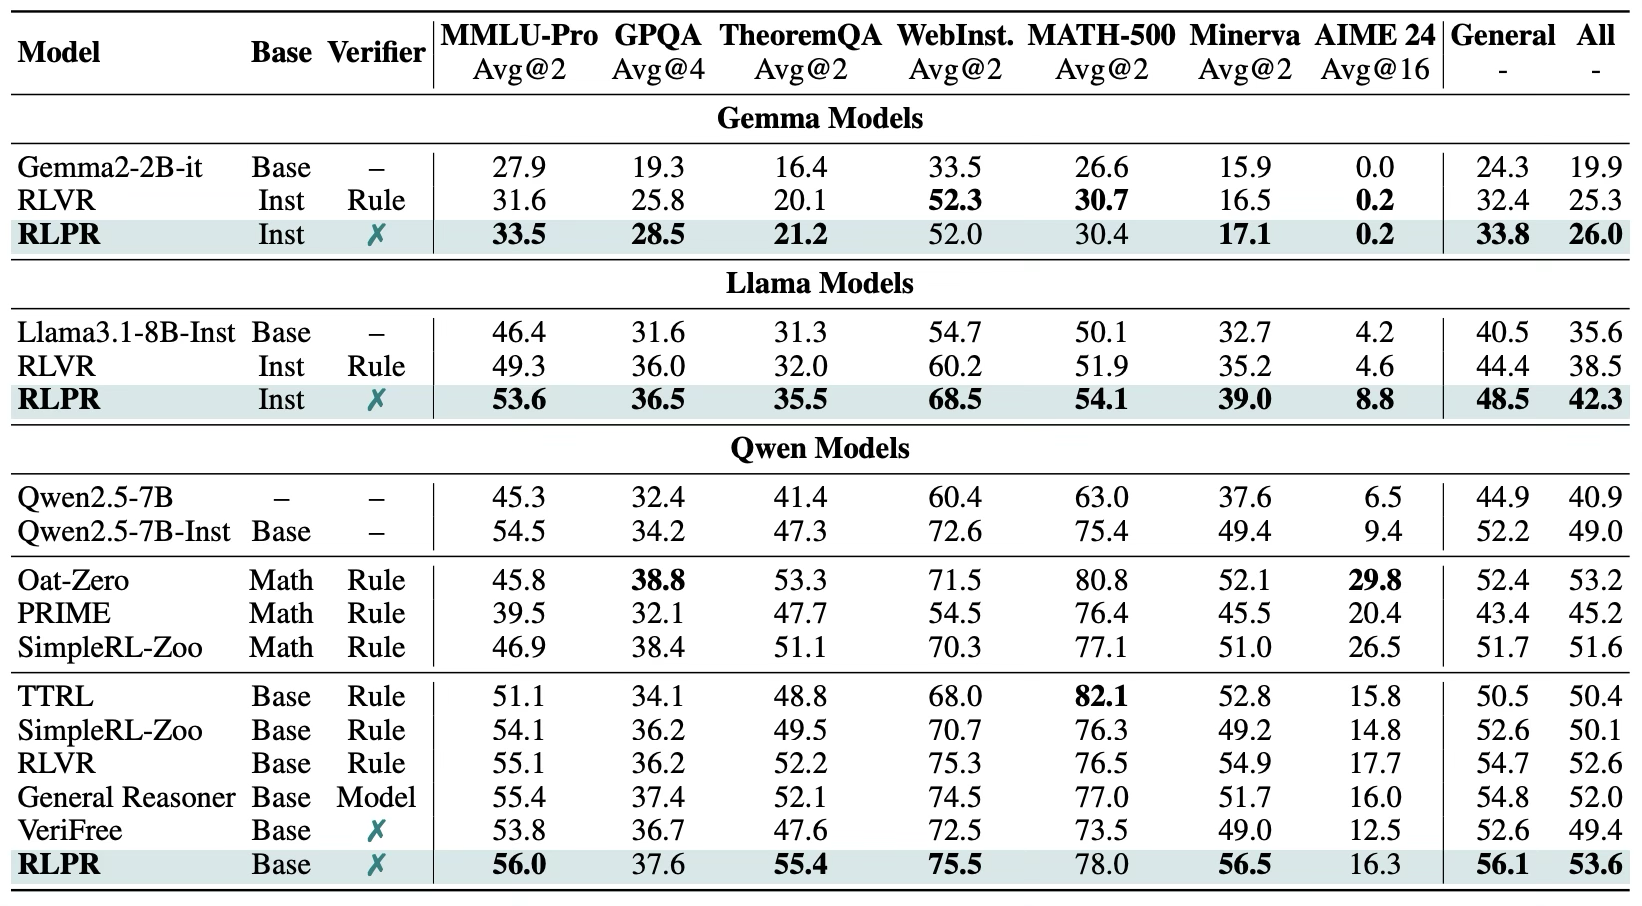 Model Base Verifier MMLU-Pro GPQA TheoremQA WebInst. MATH-500 Minerva AIME 24 General All
Avg@2 Avg@4 Avg@2 Avg@2 Avg@2 Avg@2 Avg@16 - -
Gemma Models
Gemma2-2B-it Base – 27.9 19.3 16.4 33.5 26.6 15.9 0.0 24.3 19.9
RLVR Inst Rule 31.6 25.8 20.1 52.3 30.7 16.5 0.2 32.4 25.3
RLPR Inst ✗ 33.5 28.5 21.2 52.0 30.4 17.1 0.2 33.8 26.0
Llama Models
Llama3.1-8B-Inst Base – 46.4 31.6 31.3 54.7 50.1 32.7 4.2 40.5 35.6
RLVR Inst Rule 49.3 36.0 32.0 60.2 51.9 35.2 4.6 44.4 38.5
RLPR Inst ✗ 53.6 36.5 35.5 68.5 54.1 39.0 8.8 48.5 42.3
Qwen Models
Qwen2.5-7B – – 45.3 32.4 41.4 60.4 63.0 37.6 6.5 44.9 40.9
Qwen2.5-7B-Inst Base – 54.5 34.2 47.3 72.6 75.4 49.4 9.4 52.2 49.0
Oat-Zero Math Rule 45.8 38.8 53.3 71.5 80.8 52.1 29.8 52.4 53.2
PRIME Math Rule 39.5 32.1 47.7 54.5 76.4 45.5 20.4 43.4 45.2
SimpleRL-Zoo Math Rule 46.9 38.4 51.1 70.3 77.1 51.0 26.5 51.7 51.6
TTRL Base Rule 51.1 34.1 48.8 68.0 82.1 52.8 15.8 50.5 50.4
SimpleRL-Zoo Base Rule 54.1 36.2 49.5 70.7 76.3 49.2 14.8 52.6 50.1
RLVR Base Rule 55.1 36.2 52.2 75.3 76.5 54.9 17.7 54.7 52.6
General Reasoner Base Model 55.4 37.4 52.1 74.5 77.0 51.7 16.0 54.8 52.0
VeriFree Base ✗ 53.8 36.7 47.6 72.5 73.5 49.0 12.5 52.6 49.4
RLPR Base ✗ 56.0 37.6 55.4 75.5 78.0 56.5 16.3 56.1 53.6